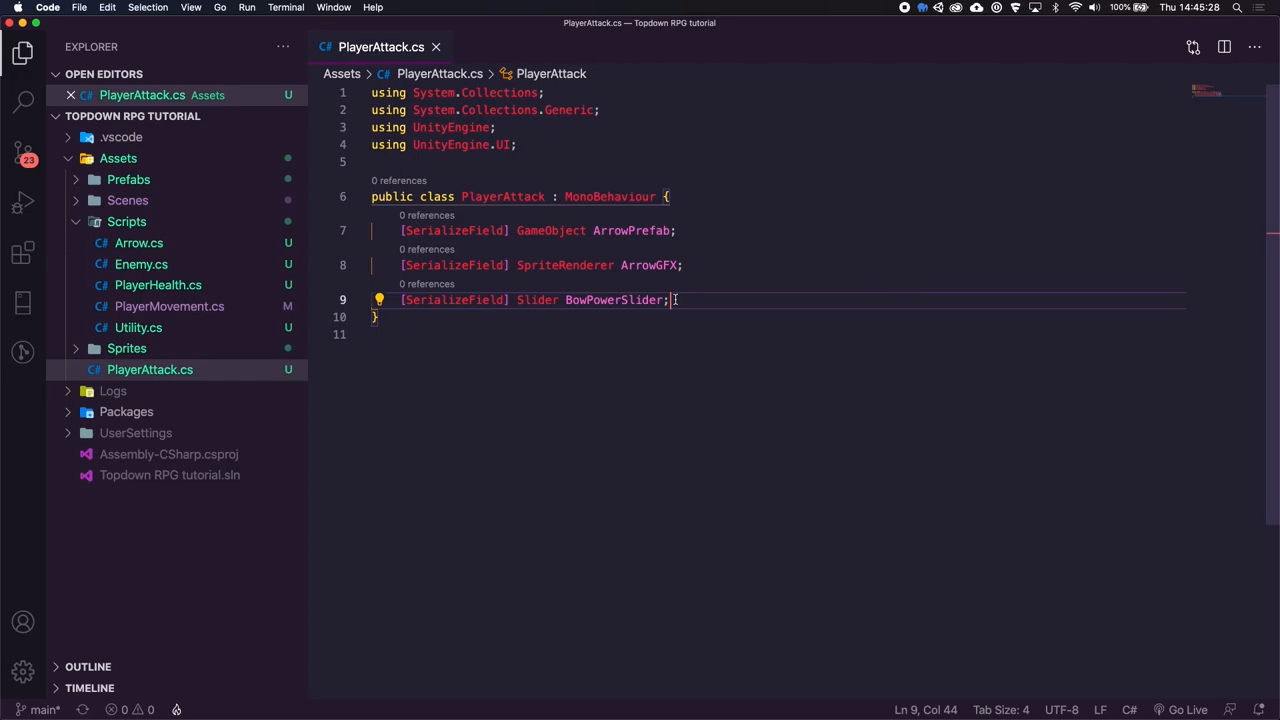 Code File Edit Selection View Go Run Terminal Window Help 100% Thu 14:45:28
PlayerAttack.cs — Topdown RPG tutorial
EXPLORER
C# PlayerAttack.cs
OPEN EDITORS
Assets > C# PlayerAttack.cs > PlayerAttack
C# PlayerAttack.cs Assets U
TOPDOWN RPG TUTORIAL
.vscode
Assets
Prefabs
Scenes
Scripts
C# Arrow.cs U
C# Enemy.cs U
C# PlayerHealth.cs U
C# PlayerMovement.cs M
C# Utility.cs U
Sprites
C# PlayerAttack.cs U
Logs
Packages
UserSettings
Assembly-CSharp.csproj
Topdown RPG tutorial.sln
OUTLINE
TIMELINE
23
1 using System.Collections;
2 using System.Collections.Generic;
3 using UnityEngine;
4 using UnityEngine.UI;
5
0 references
6 public class PlayerAttack : MonoBehaviour {
0 references
7 [SerializeField] GameObject ArrowPrefab;
0 references
8 [SerializeField] SpriteRenderer ArrowGFX;
0 references
9 [SerializeField] Slider BowPowerSlider;
10 }
11
main* 0 0 Ln 9, Col 44 Tab Size: 4 UTF-8 LF C# Go Live